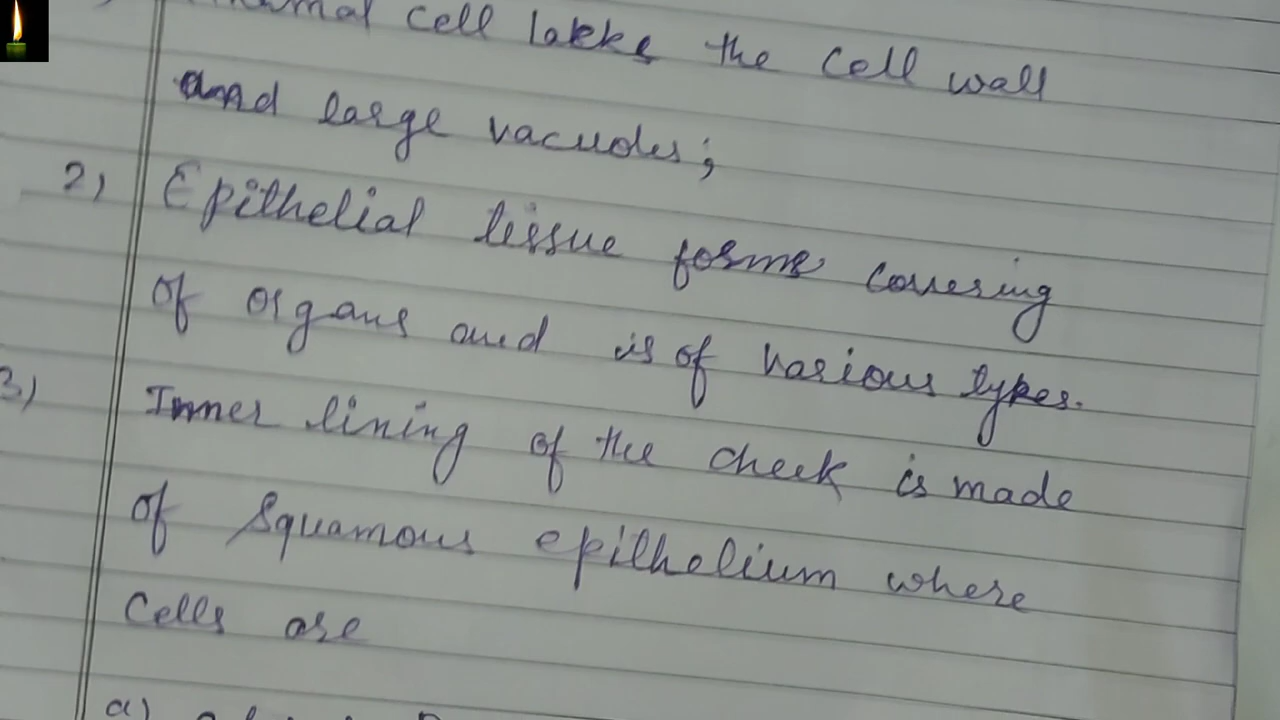 cell lakks the cell wall
and large vacuoles;
2) Epithelial tissue forms covering
of organs and is of various types.
3) Inner lining of the cheek is made
of squamous epithelium where
Cells are
a)